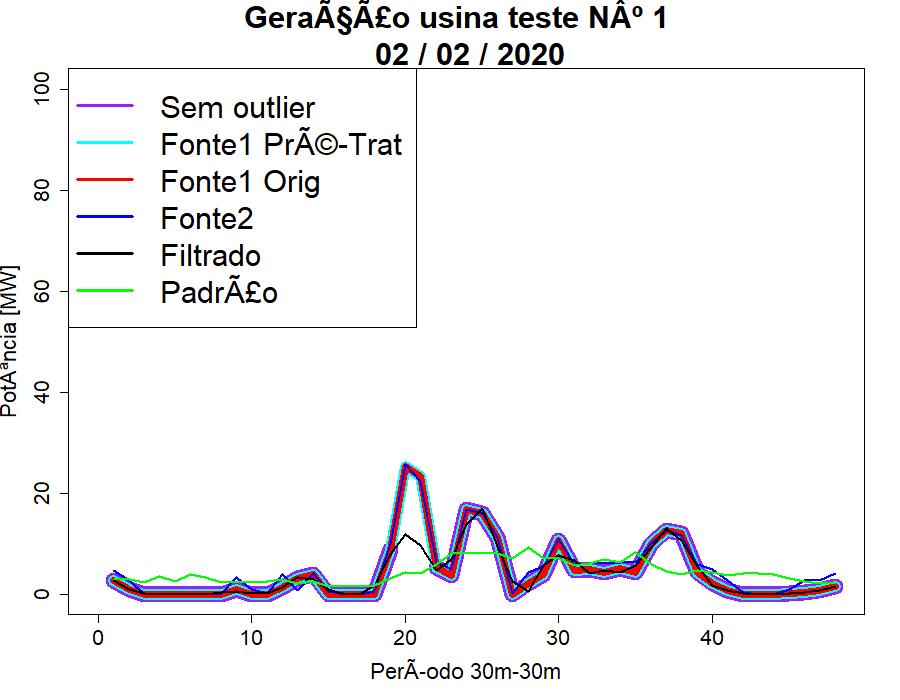 GeraÃ§Ã£o usina teste NÂº 1
02 / 02 / 2020
Sem outlier
Fonte1 PrÃ©-Trat
Fonte1 Orig
Fonte2
Filtrado
PadrÃ£o
PotÃªncia [MW]
100
80
60
40
20
0
0 10 20 30 40
PerÃ­-odo 30m-30m